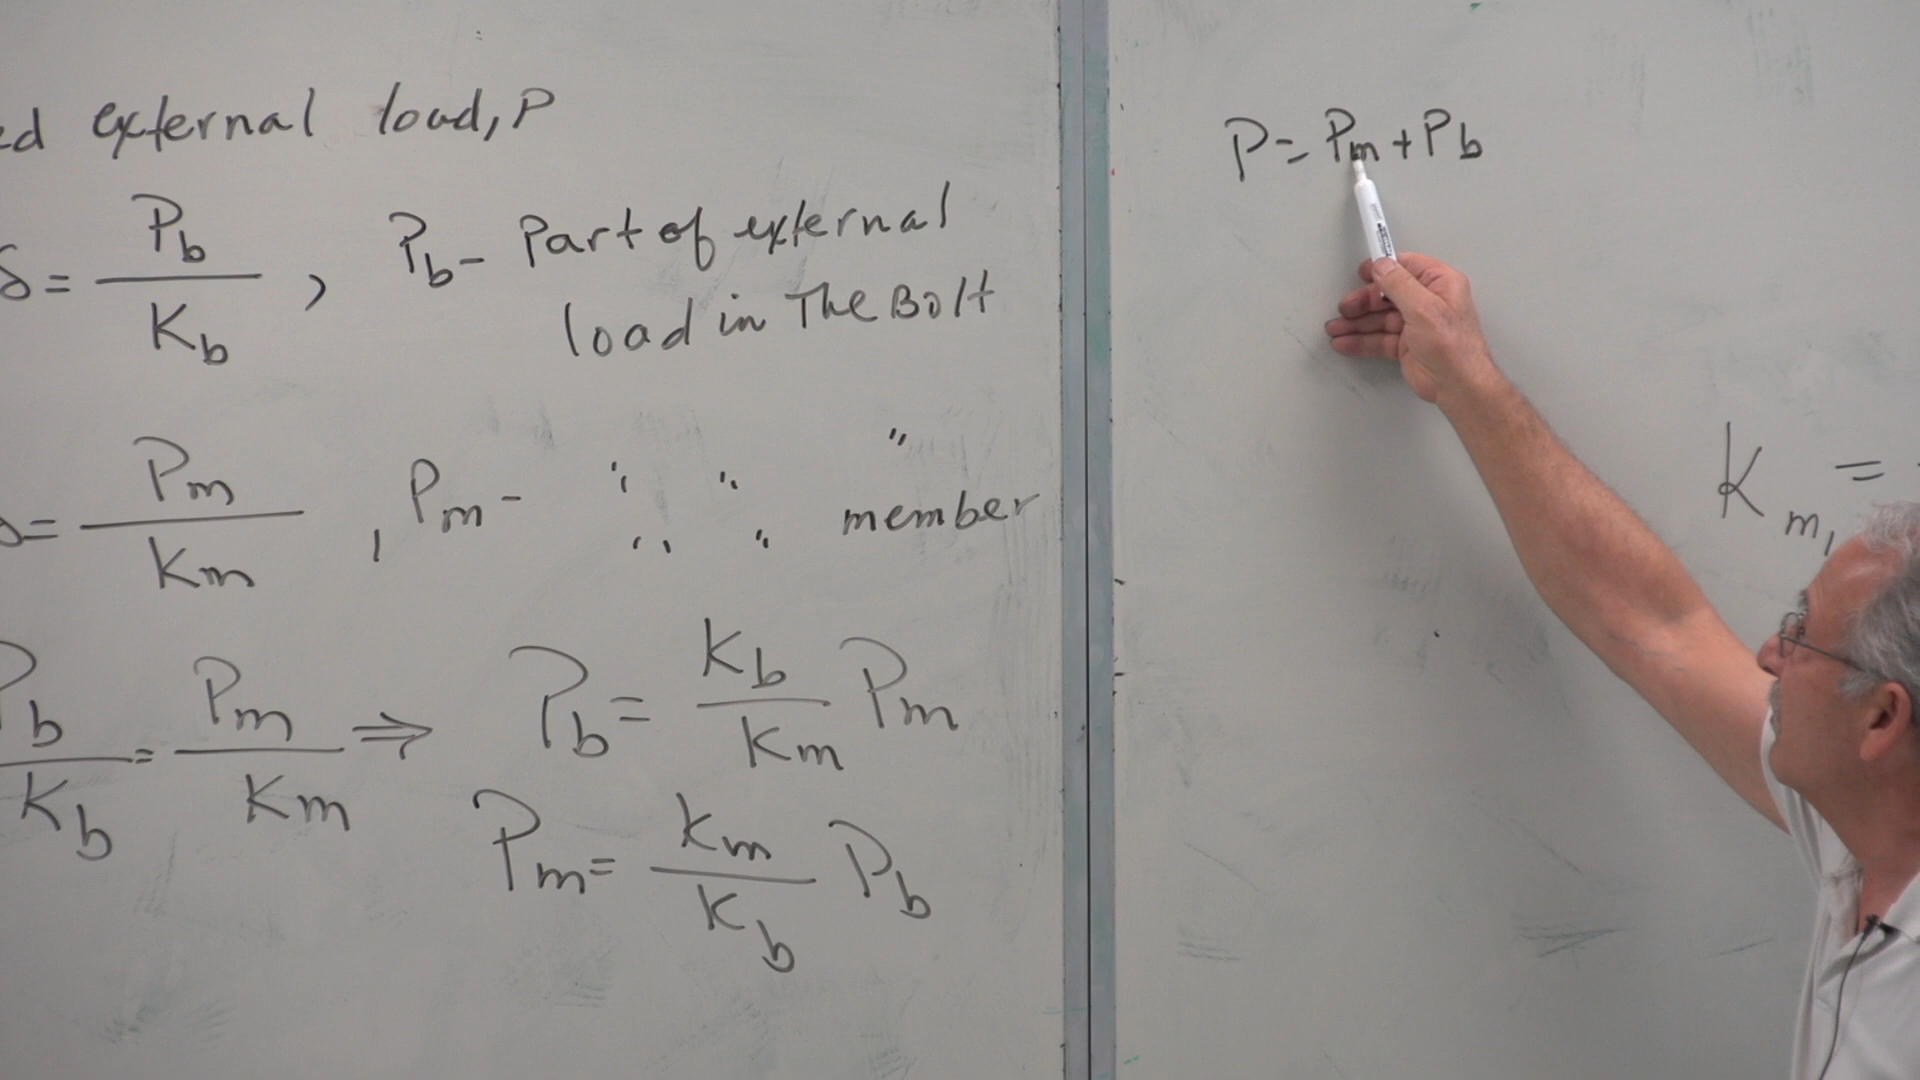 ed external load, P
δ = Pb / Kb , Pb - Part of external
load in The Bolt
δ = Pm / Km , Pm - " " "
" " member
Pb / Kb = Pm / Km ⇒ Pb = Kb / Km Pm
Pm = Km / Kb Pb
P = Pm + Pb
Km, =